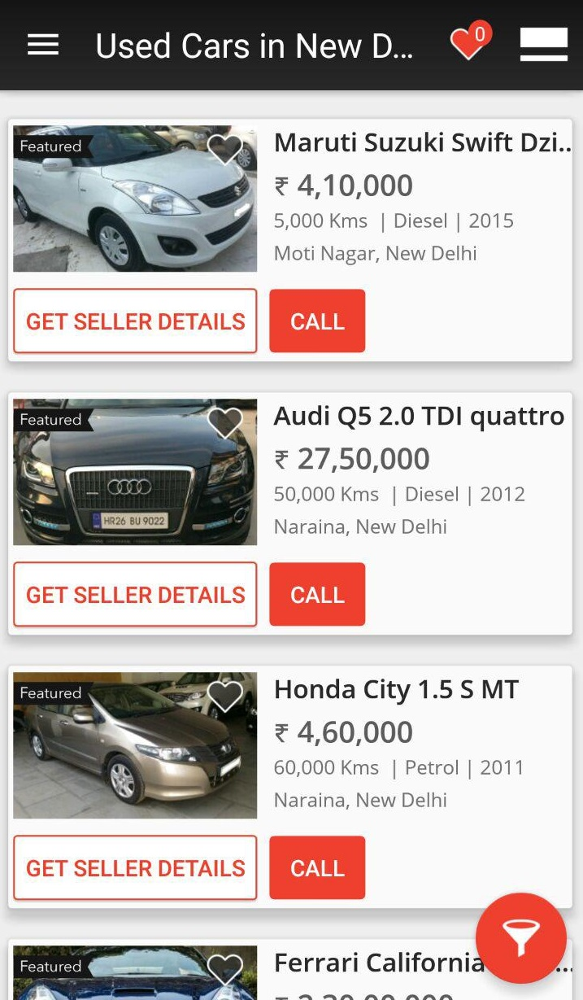 Used Cars in New D...
0
Featured
Maruti Suzuki Swift Dzi..
₹ 4,10,000
5,000 Kms | Diesel | 2015
Moti Nagar, New Delhi
GET SELLER DETAILS
CALL
Featured
HR26 BU 9022
Audi Q5 2.0 TDI quattro
₹ 27,50,000
50,000 Kms | Diesel | 2012
Naraina, New Delhi
GET SELLER DETAILS
CALL
Featured
Honda City 1.5 S MT
₹ 4,60,000
60,000 Kms | Petrol | 2011
Naraina, New Delhi
GET SELLER DETAILS
CALL
Featured
Ferrari California ...